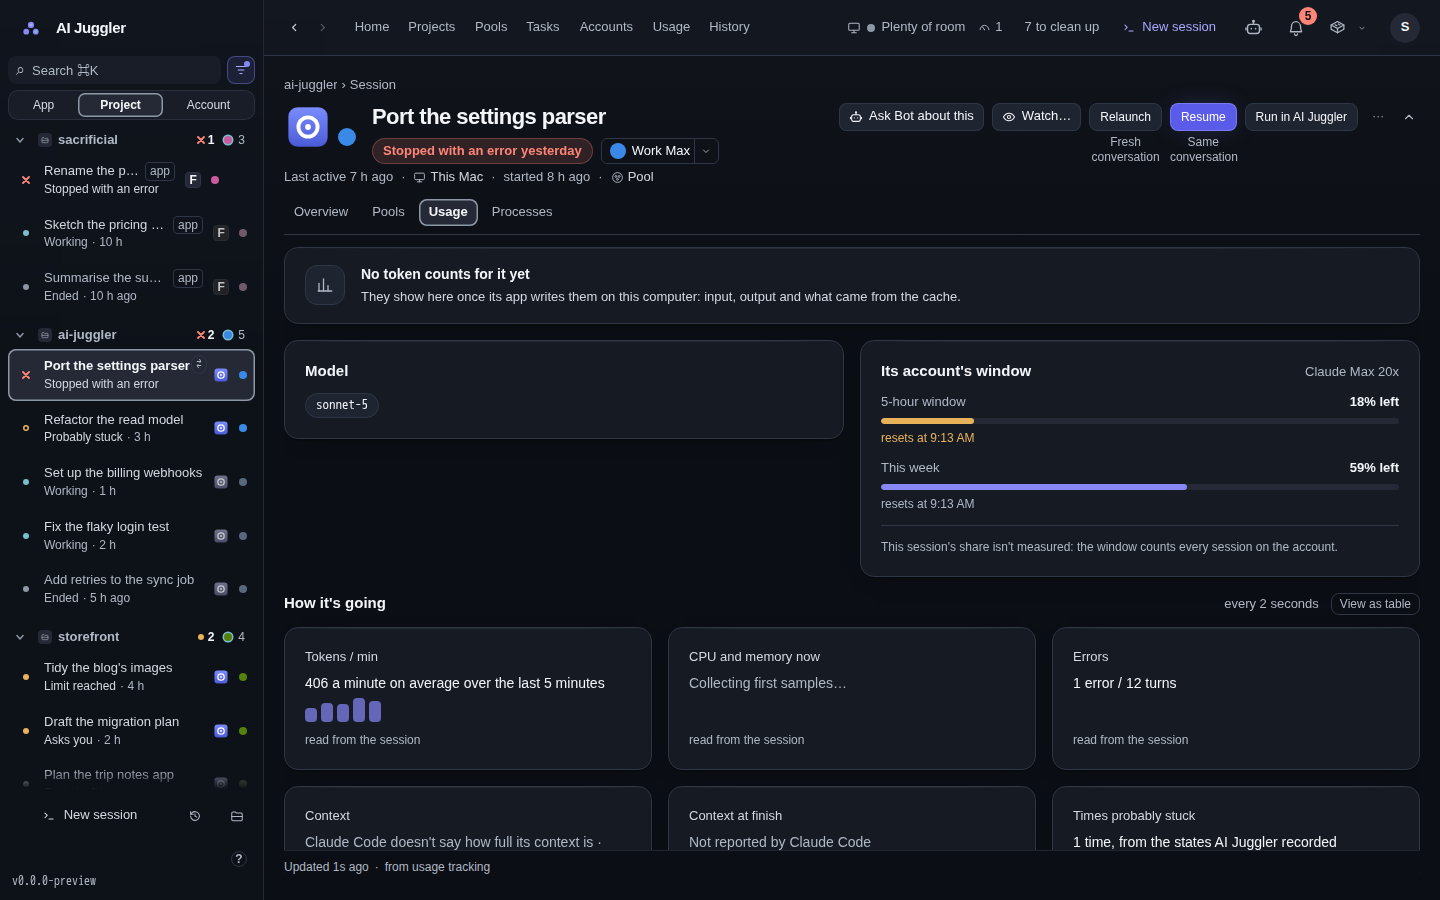 AI Juggler
Home Projects Pools Tasks Accounts Usage History
Plenty of room 1 7 to clean up New session 5 S
Search ⌘K
App Project Account
sacrificial 1 3
Rename the p… app F
Stopped with an error
Sketch the pricing … app F
Working · 10 h
Summarise the su… app F
Ended · 10 h ago
ai-juggler 2 5
Port the settings parser
Stopped with an error
Refactor the read model
Probably stuck · 3 h
Set up the billing webhooks
Working · 1 h
Fix the flaky login test
Working · 2 h
Add retries to the sync job
Ended · 5 h ago
storefront 2 4
Tidy the blog's images
Limit reached · 4 h
Draft the migration plan
Asks you · 2 h
Plan the trip notes app
New session
?
v0.0.0-preview
ai-juggler › Session
Port the settings parser
Stopped with an error yesterday Work Max
Ask Bot about this Watch… Relaunch Resume Run in AI Juggler ···
Fresh conversation Same conversation
Last active 7 h ago · This Mac · started 8 h ago · Pool
Overview Pools Usage Processes
No token counts for it yet
They show here once its app writes them on this computer: input, output and what came from the cache.
Model
sonnet-5
Its account's window Claude Max 20x
5-hour window 18% left
resets at 9:13 AM
This week 59% left
resets at 9:13 AM
This session's share isn't measured: the window counts every session on the account.
How it's going every 2 seconds View as table
Tokens / min
406 a minute on average over the last 5 minutes
read from the session
CPU and memory now
Collecting first samples…
read from the session
Errors
1 error / 12 turns
read from the session
Context
Claude Code doesn't say how full its context is ·
Context at finish
Not reported by Claude Code
Times probably stuck
1 time, from the states AI Juggler recorded
Updated 1s ago · from usage tracking